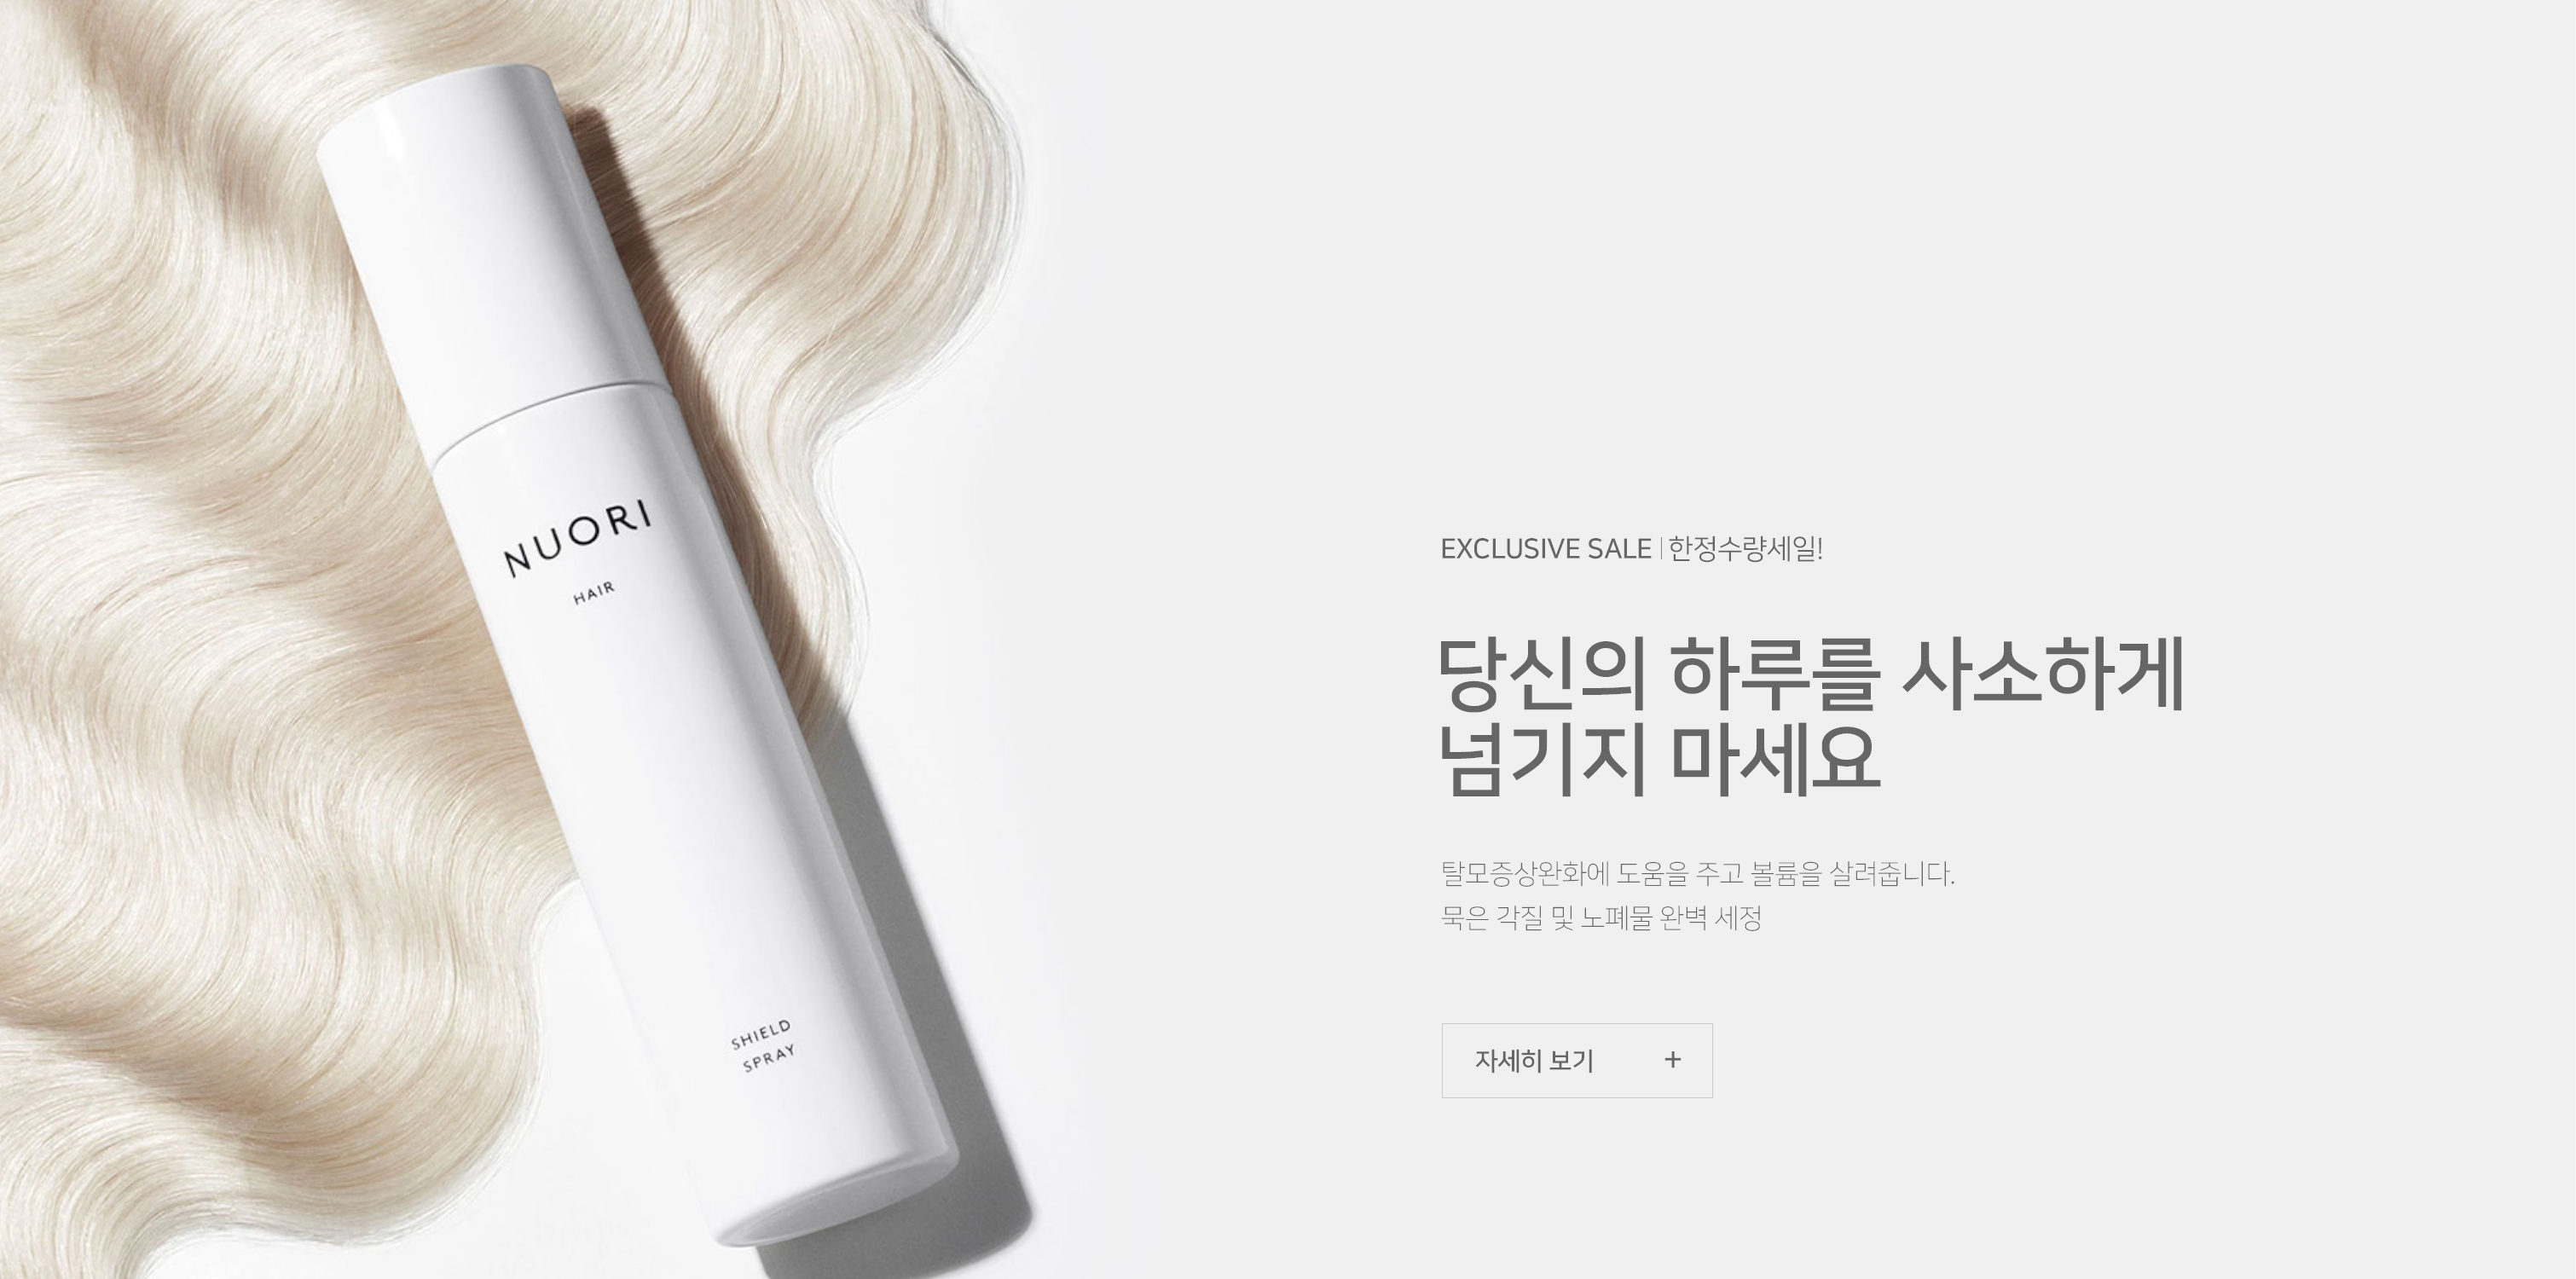 NUORI
HAIR
SHIELD
SPRAY
EXCLUSIVE SALE | 한정수량세일!
당신의 하루를 사소하게
넘기지 마세요
탈모증상완화에 도움을 주고 볼륨을 살려줍니다.
묵은 각질 및 노폐물 완벽 세정
자세히 보기 +